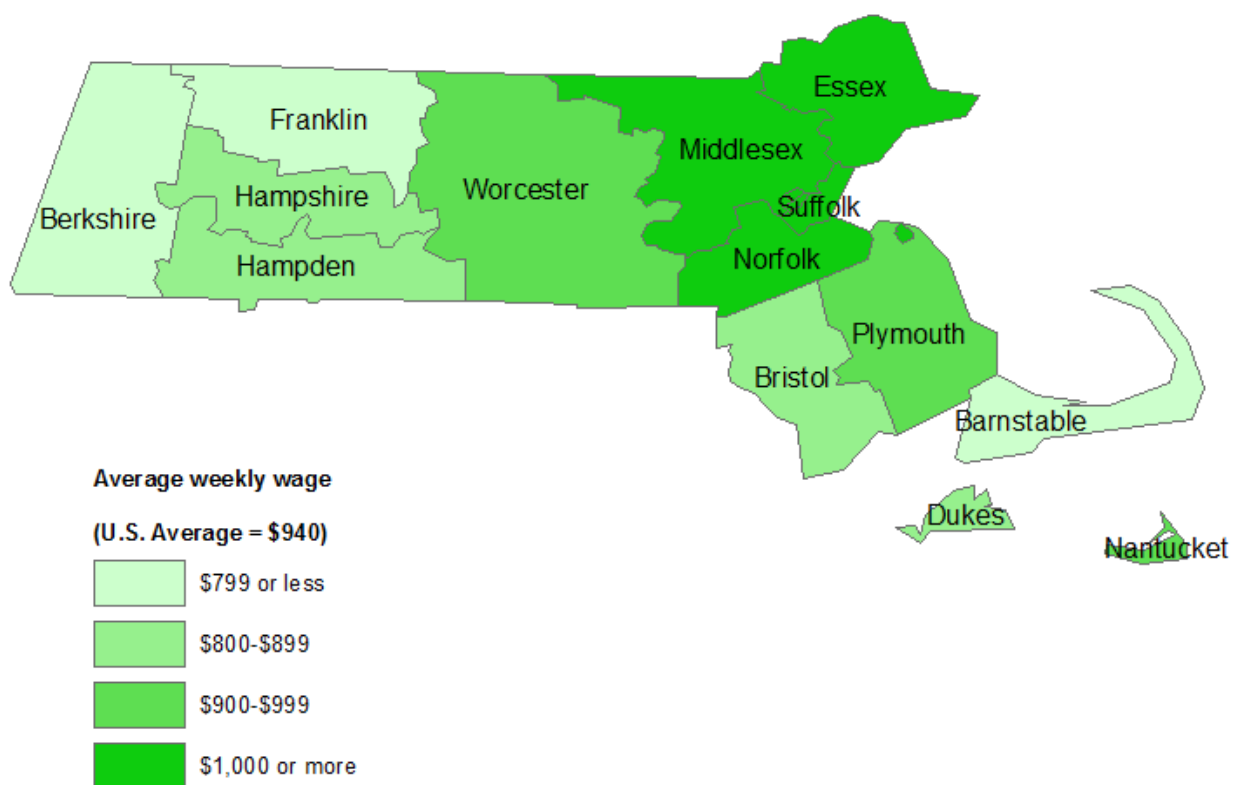 Essex
Franklin
Middlesex
Worcester
Hampshire
Suffolk
Berkshire
Norfolk
Hampden
Plymouth
Bristol
Barnstable
Dukes
Nantucket
Average weekly wage
(U.S. Average = $940)
$799 or less
$800-$899
$900-$999
$1,000 or more